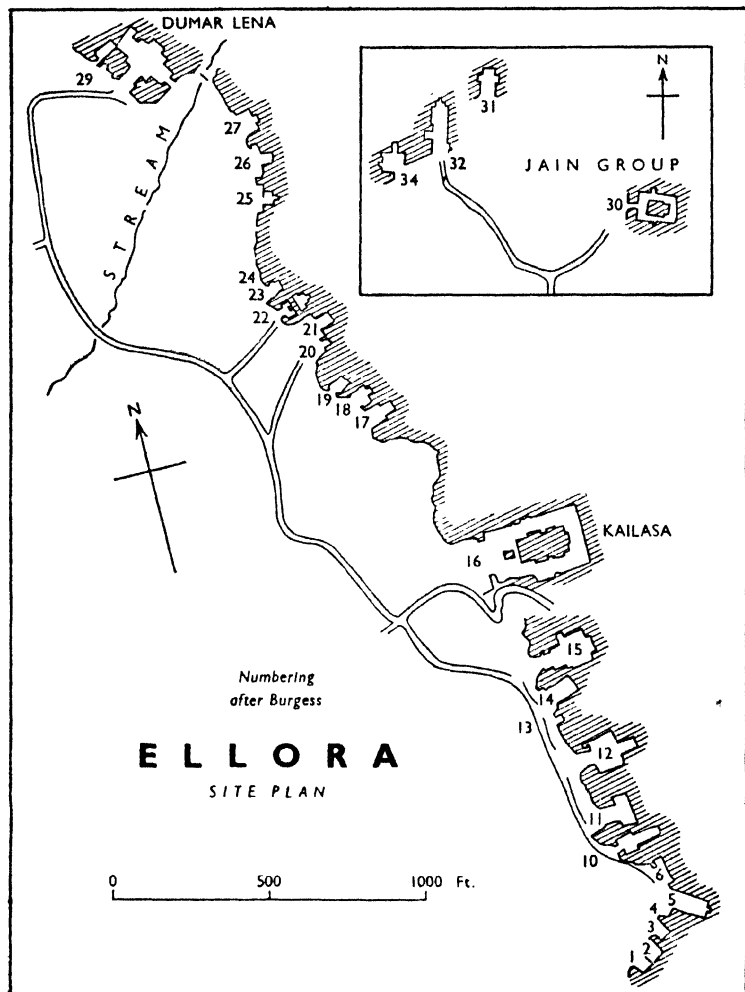 DUMAR LENA
29
STREAM
27
26
25
24
23
22
21
20
19
18
17
N
N
31
32
34
JAIN GROUP
30
KAILASA
16
15
14
13
12
11
10
6
5
4
3
2
1
Numbering
after Burgess
ELLORA
SITE PLAN
0 500 1000 Ft.